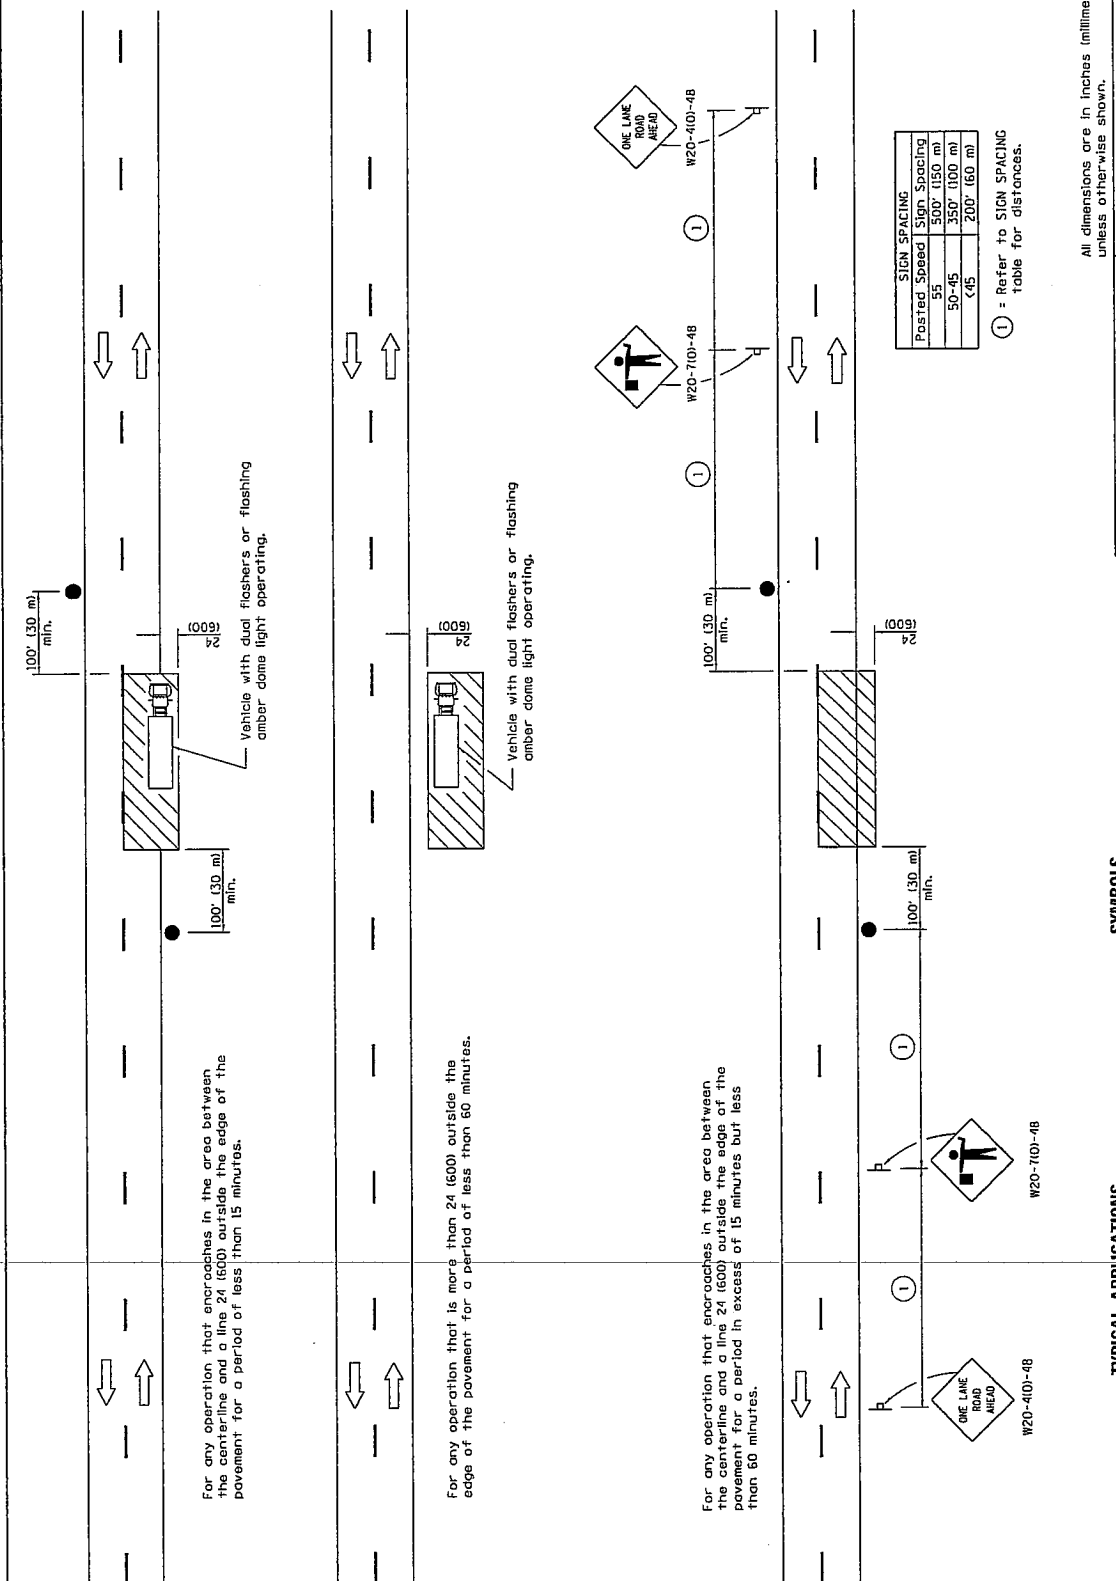 100' (30 m)
min.
24
(600)
Vehicle with dual flashers or flashing
amber dome light operating.
100' (30 m)
min.
For any operation that encroaches in the area between
the centerline and a line 24 (600) outside the edge of the
pavement for a period of less than 15 minutes.
24
(600)
Vehicle with dual flashers or flashing
amber dome light operating.
For any operation that is more than 24 (600) outside the
edge of the pavement for a period of less than 60 minutes.
ONE LANE
ROAD
AHEAD
W20-4(O)-48
1
W20-7(O)-48
1
100' (30 m)
min.
24
(600)
100' (30 m)
min.
For any operation that encroaches in the area between
the centerline and a line 24 (600) outside the edge of the
pavement for a period in excess of 15 minutes but less
than 60 minutes.
1
W20-7(O)-48
1
ONE LANE
ROAD
AHEAD
W20-4(O)-48
SIGN SPACING
Posted Speed Sign Spacing
55 500' (150 m)
50-45 350' (100 m)
<45 200' (60 m)
1 = Refer to SIGN SPACING
table for distances.
All dimensions are in inches
unless otherwise shown.
SYMBOLS
TYPICAL APPLICATIONS